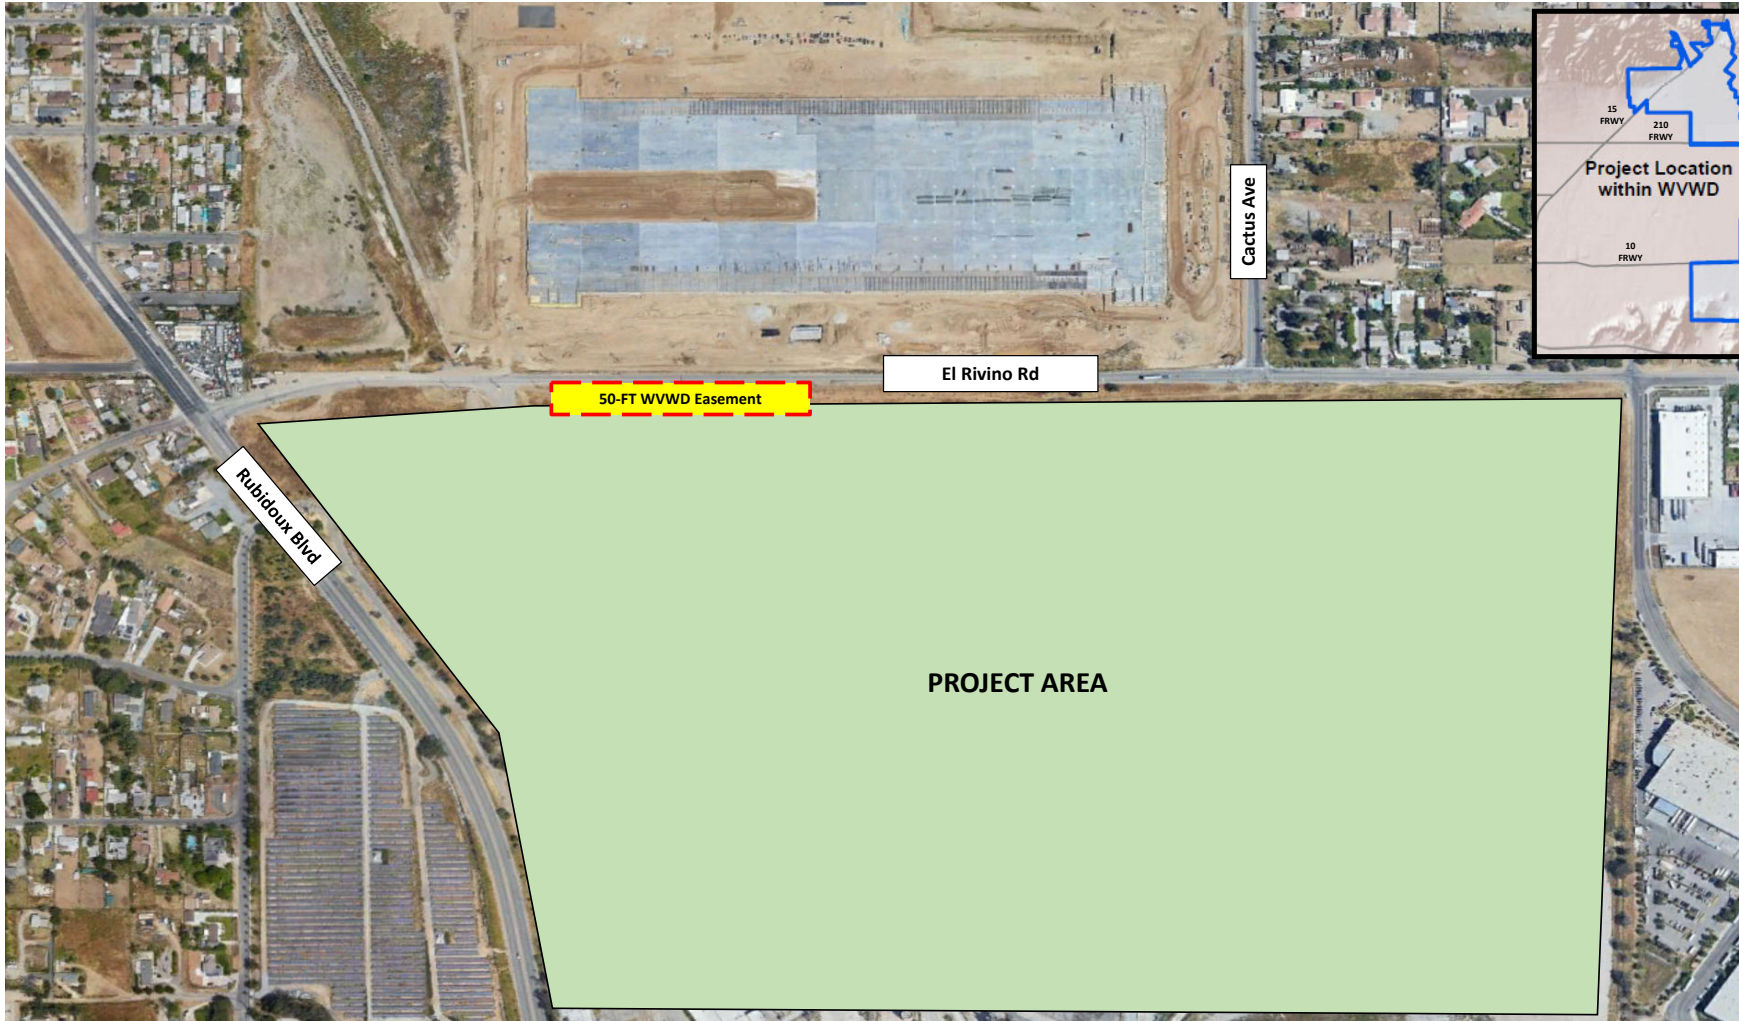 15
FRWY
210
FRWY
Project Location
within WVWD
Cactus Ave
10
FRWY
El Rivino Rd
50-FT WVWD Easement
Rubidoux Blvd
PROJECT AREA